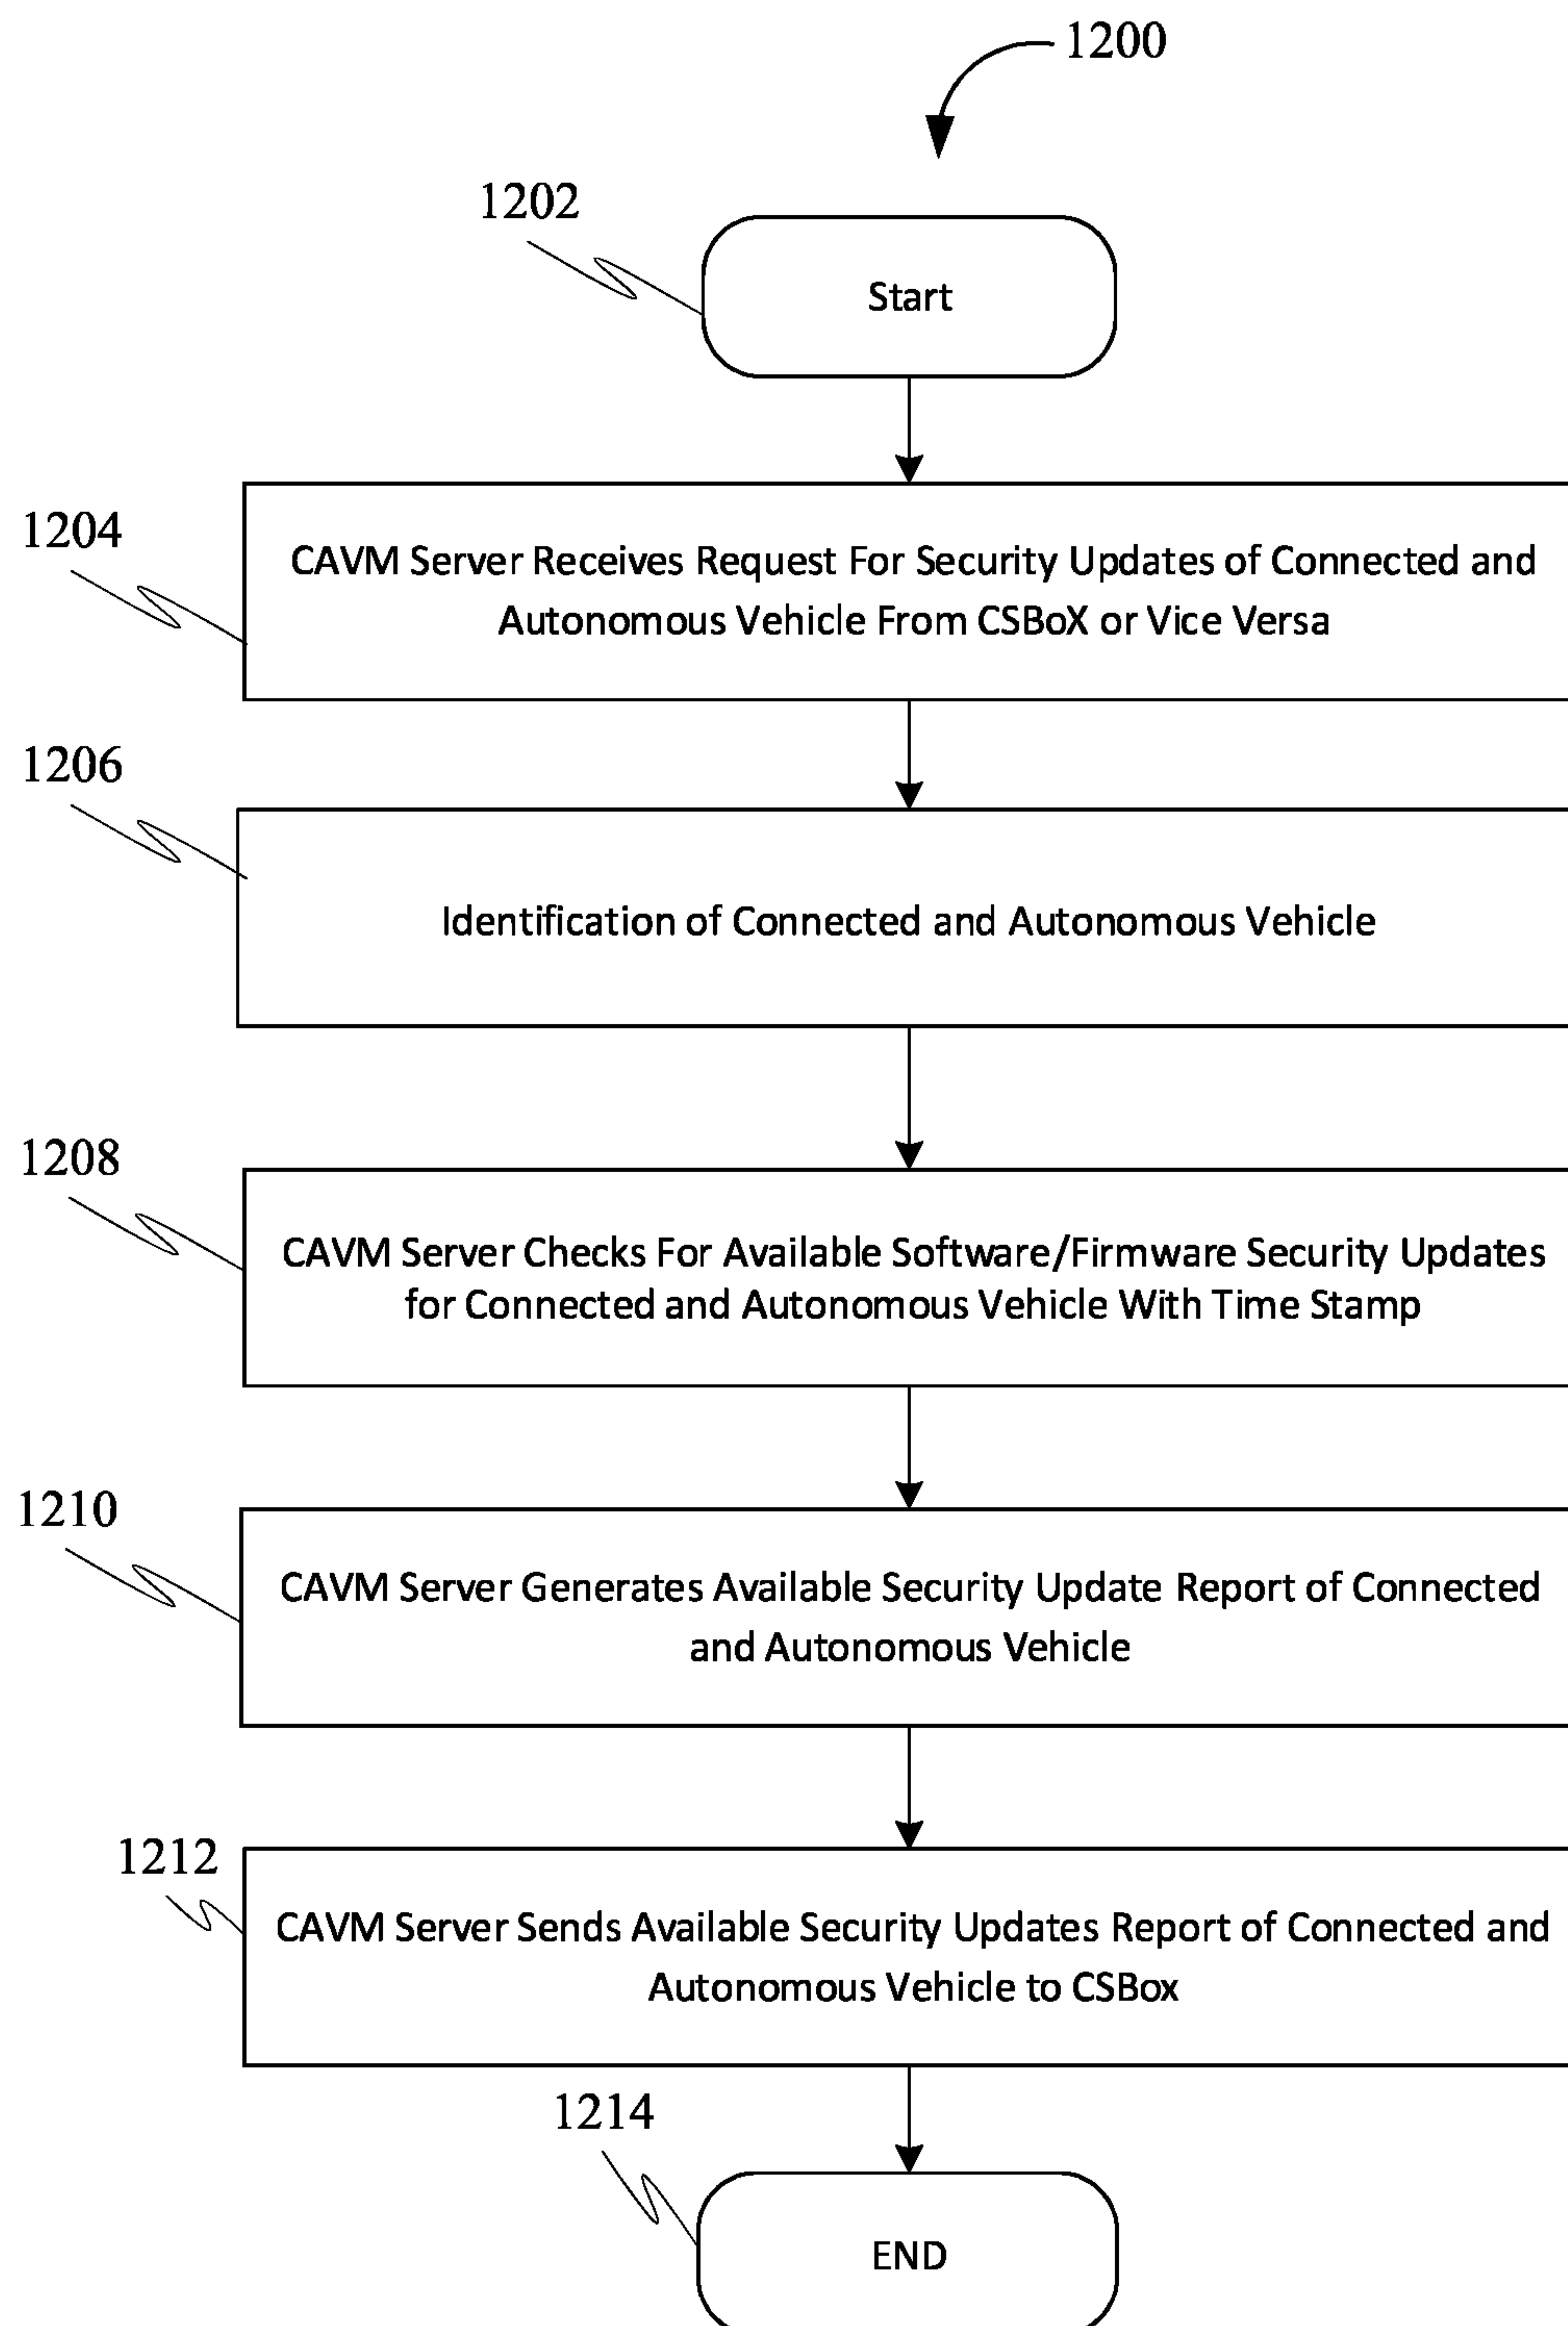 1200
1202
Start
1204
CAVM Server Receives Request For Security Updates of Connected and
Autonomous Vehicle From CSBoX or Vice Versa
1206
Identification of Connected and Autonomous Vehicle
1208
CAVM Server Checks For Available Software/Firmware Security Updates
for Connected and Autonomous Vehicle With Time Stamp
1210
CAVM Server Generates Available Security Update Report of Connected
and Autonomous Vehicle
1212
CAVM Server Sends Available Security Updates Report of Connected and
Autonomous Vehicle to CSBox
1214
END